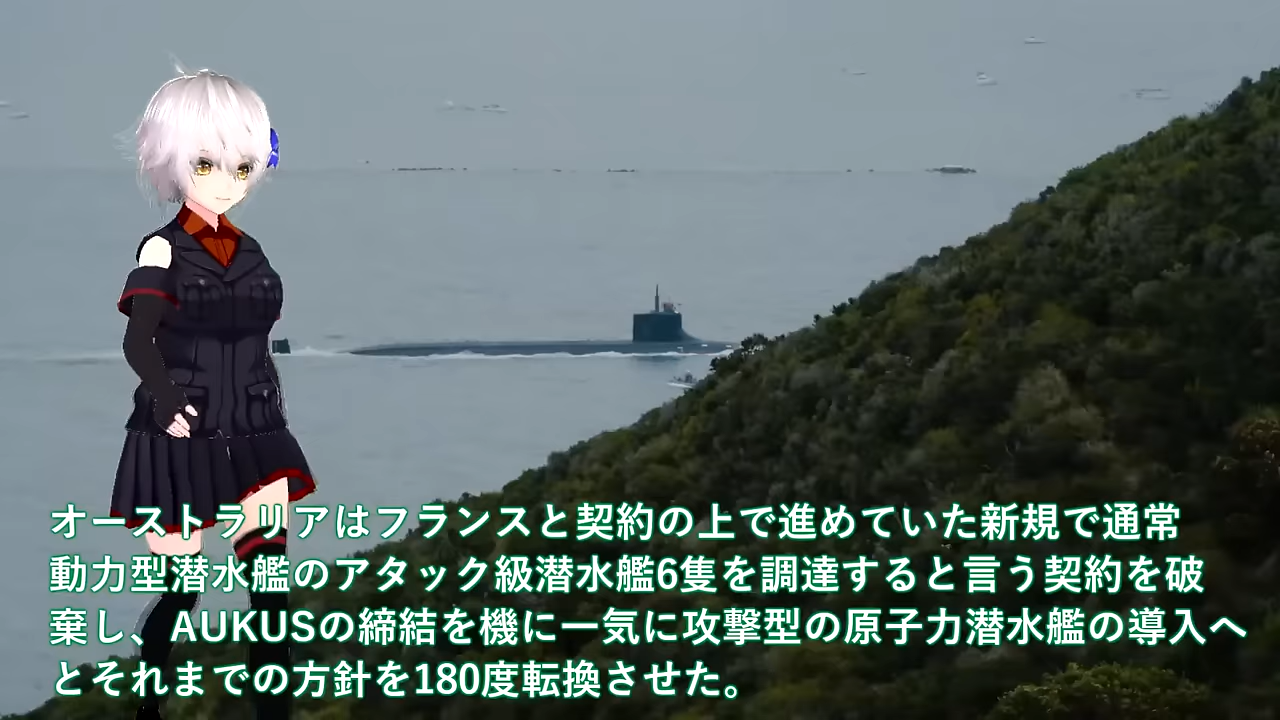 オーストラリアはフランスと契約の上で進めていた新規で通常
動力型潜水艦のアタック級潜水艦6隻を調達すると言う契約を破
棄し、AUKUSの締結を機に一気に攻撃型の原子力潜水艦の導入へ
とそれまでの方針を180度転換させた。